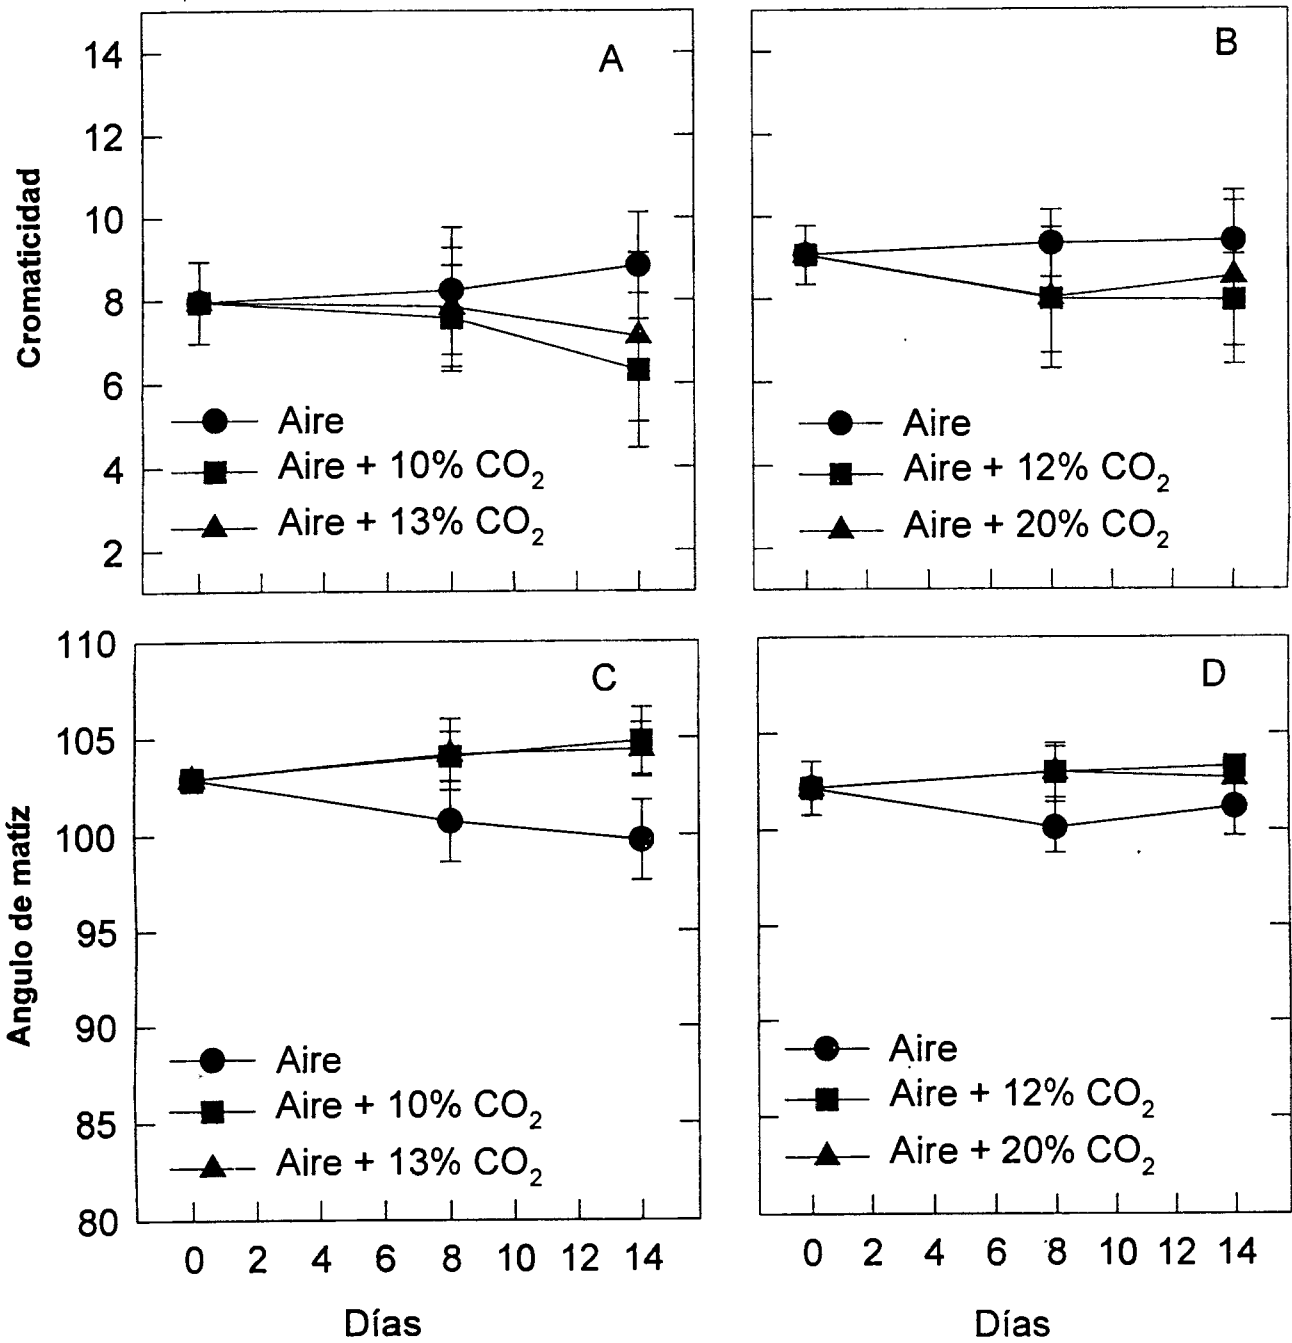 A
14
12
10
8
6
4
2
Cromaticidad
Aire
Aire + 10% CO₂
Aire + 13% CO₂
B
Aire
Aire + 12% CO₂
Aire + 20% CO₂
C
110
105
100
95
90
85
80
Angulo de matíz
Aire
Aire + 10% CO₂
Aire + 13% CO₂
0 2 4 6 8 10 12 14
Días
D
Aire
Aire + 12% CO₂
Aire + 20% CO₂
0 2 4 6 8 10 12 14
Días